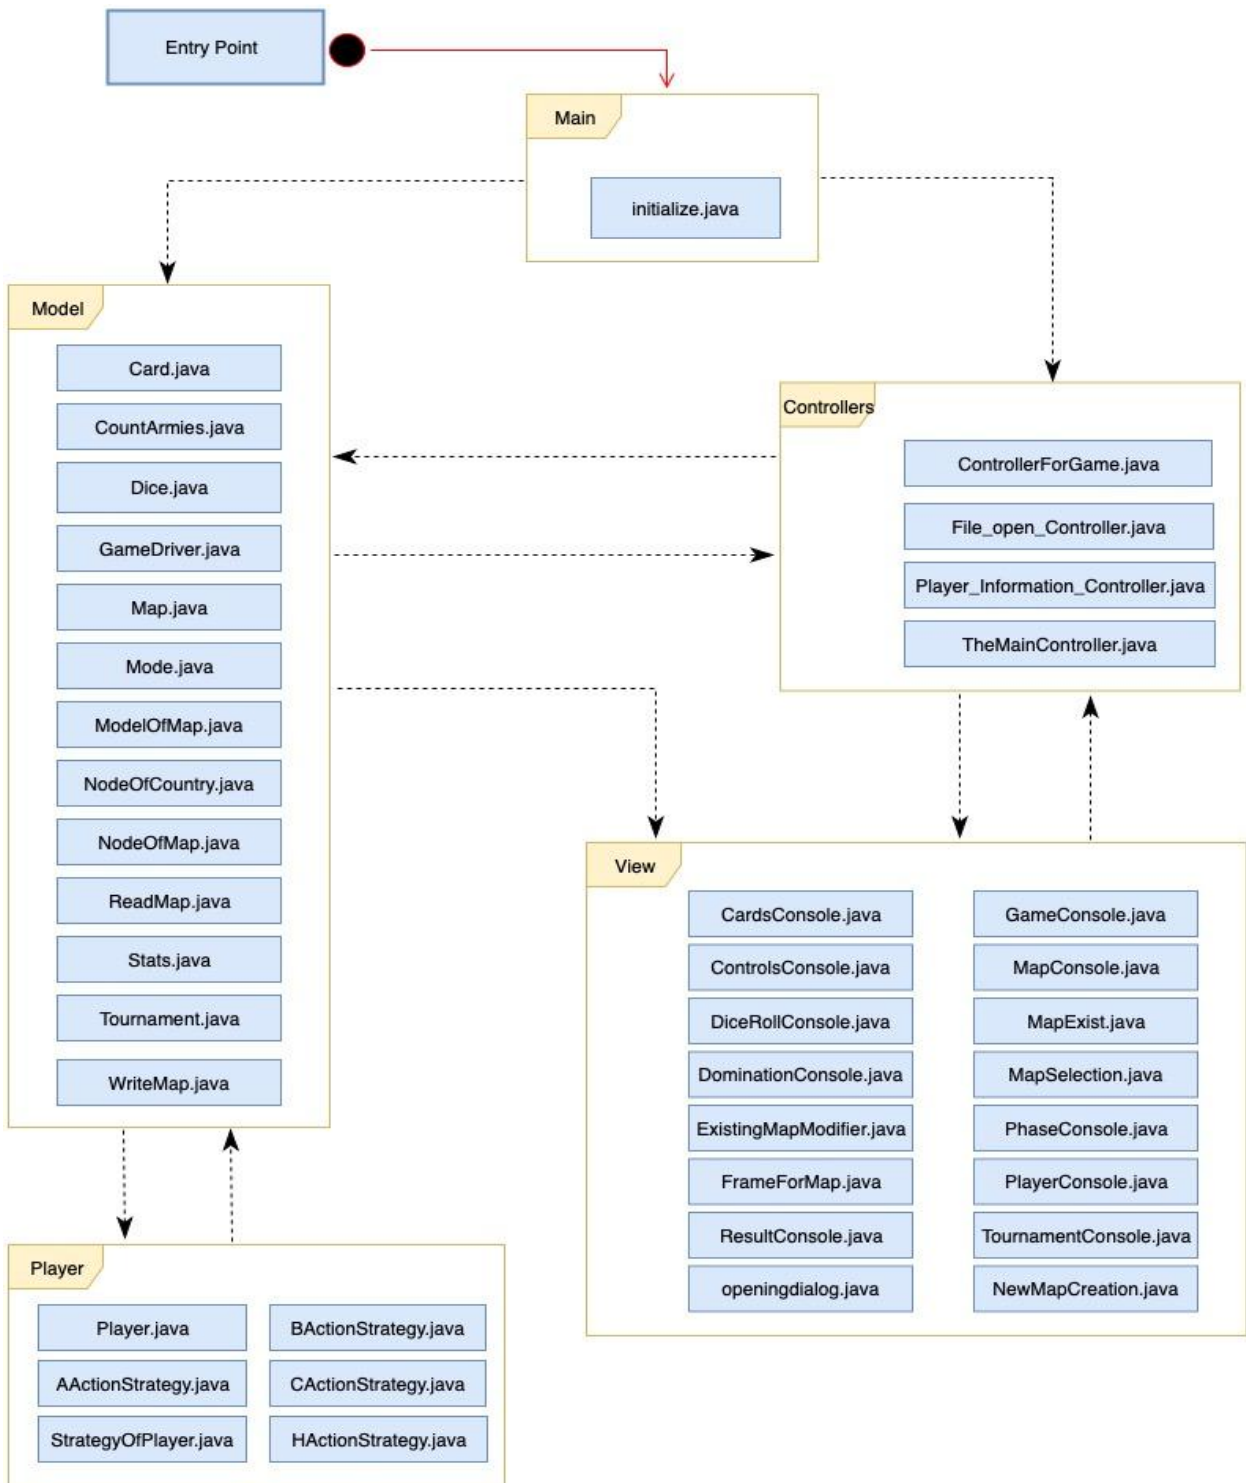 Entry Point
Main
initialize.java
Model
Card.java
CountArmies.java
Dice.java
GameDriver.java
Map.java
Mode.java
ModelOfMap.java
NodeOfCountry.java
NodeOfMap.java
ReadMap.java
Stats.java
Tournament.java
WriteMap.java
Controllers
ControllerForGame.java
File_open_Controller.java
Player_Information_Controller.java
TheMainController.java
View
CardsConsole.java
ControlsConsole.java
DiceRollConsole.java
DominationConsole.java
ExistingMapModifier.java
FrameForMap.java
ResultConsole.java
openingdialog.java
GameConsole.java
MapConsole.java
MapExist.java
MapSelection.java
PhaseConsole.java
PlayerConsole.java
TournamentConsole.java
NewMapCreation.java
Player
Player.java
AActionStrategy.java
StrategyOfPlayer.java
BActionStrategy.java
CActionStrategy.java
HActionStrategy.java